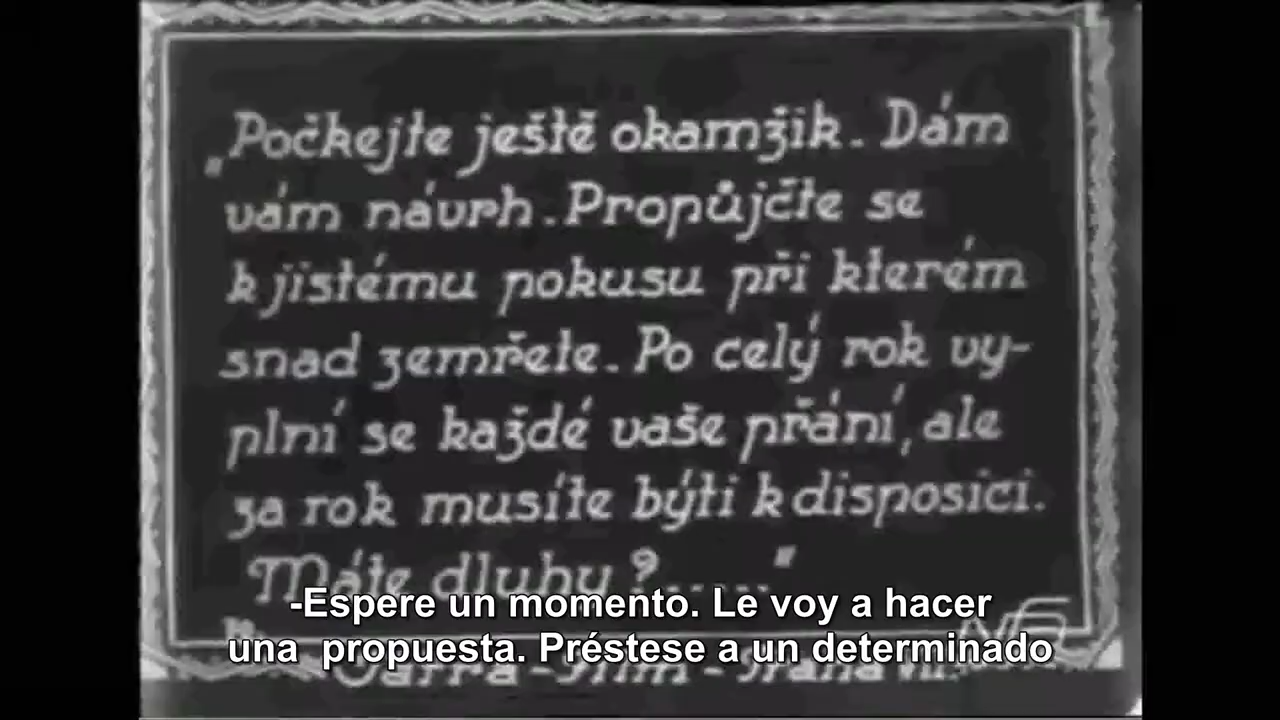 „Počkejte ještě okamžik. Dám
vám návrh. Propůjčte se
k jistému pokusu při kterém
snad zemřete. Po celý rok vy-
plní se každé vaše přání, ale
za rok musíte býti k disposici.
Máte dluhy?....."
-Espere un momento. Le voy a hacer
una propuesta. Préstese a un determinado